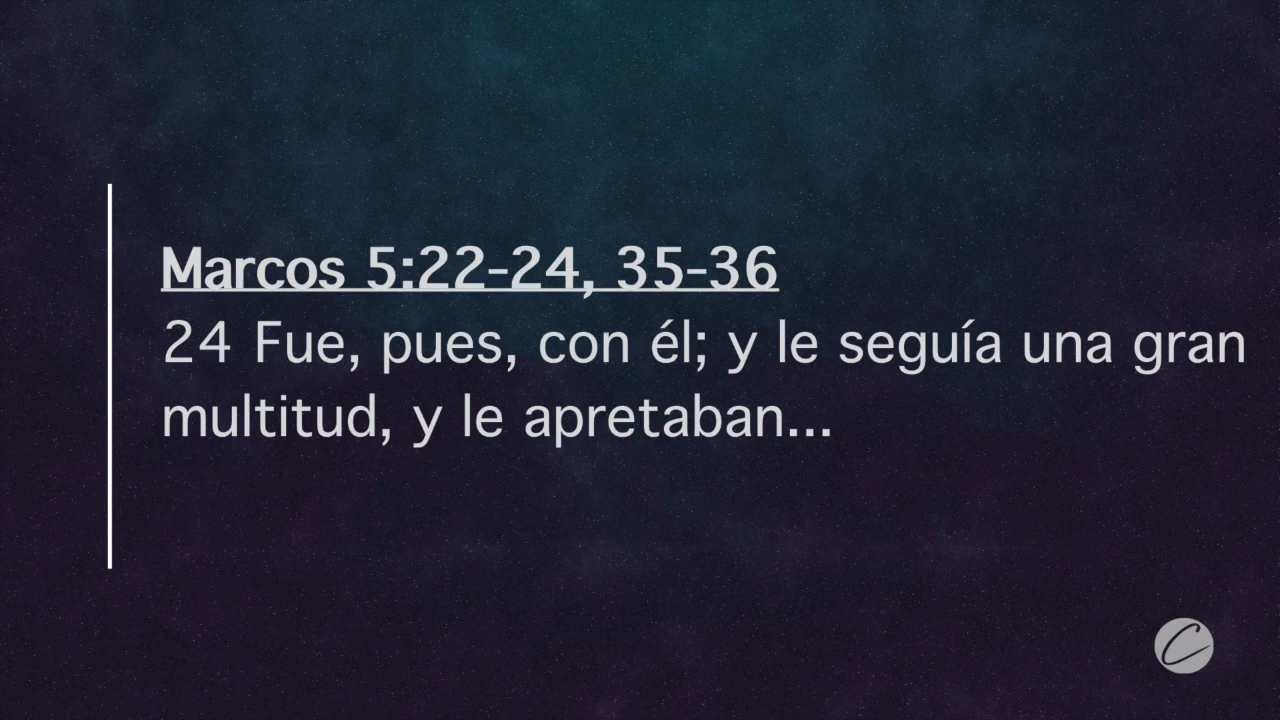 Marcos 5:22-24, 35-36
24 Fue, pues, con él; y le seguía una gran
multitud, y le apretaban...